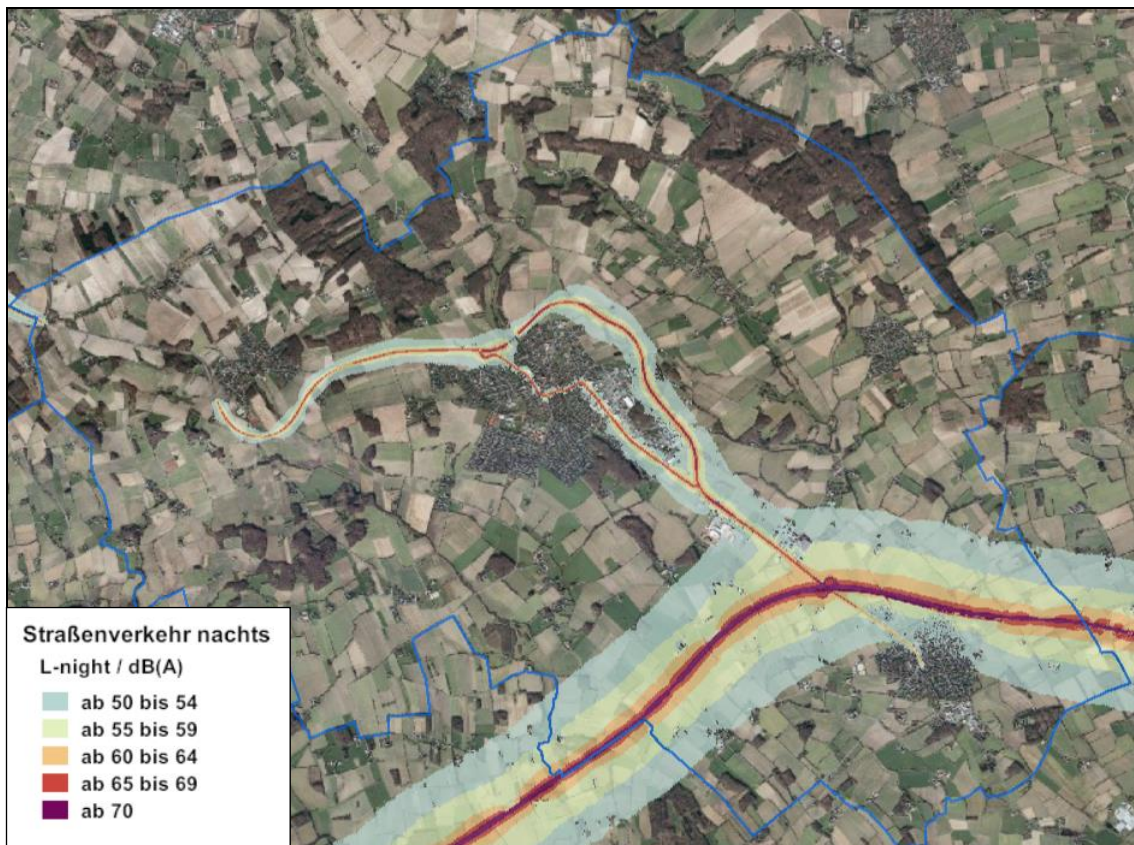 Straßenverkehr nachts
L-night / dB(A)
ab 50 bis 54
ab 55 bis 59
ab 60 bis 64
ab 65 bis 69
ab 70